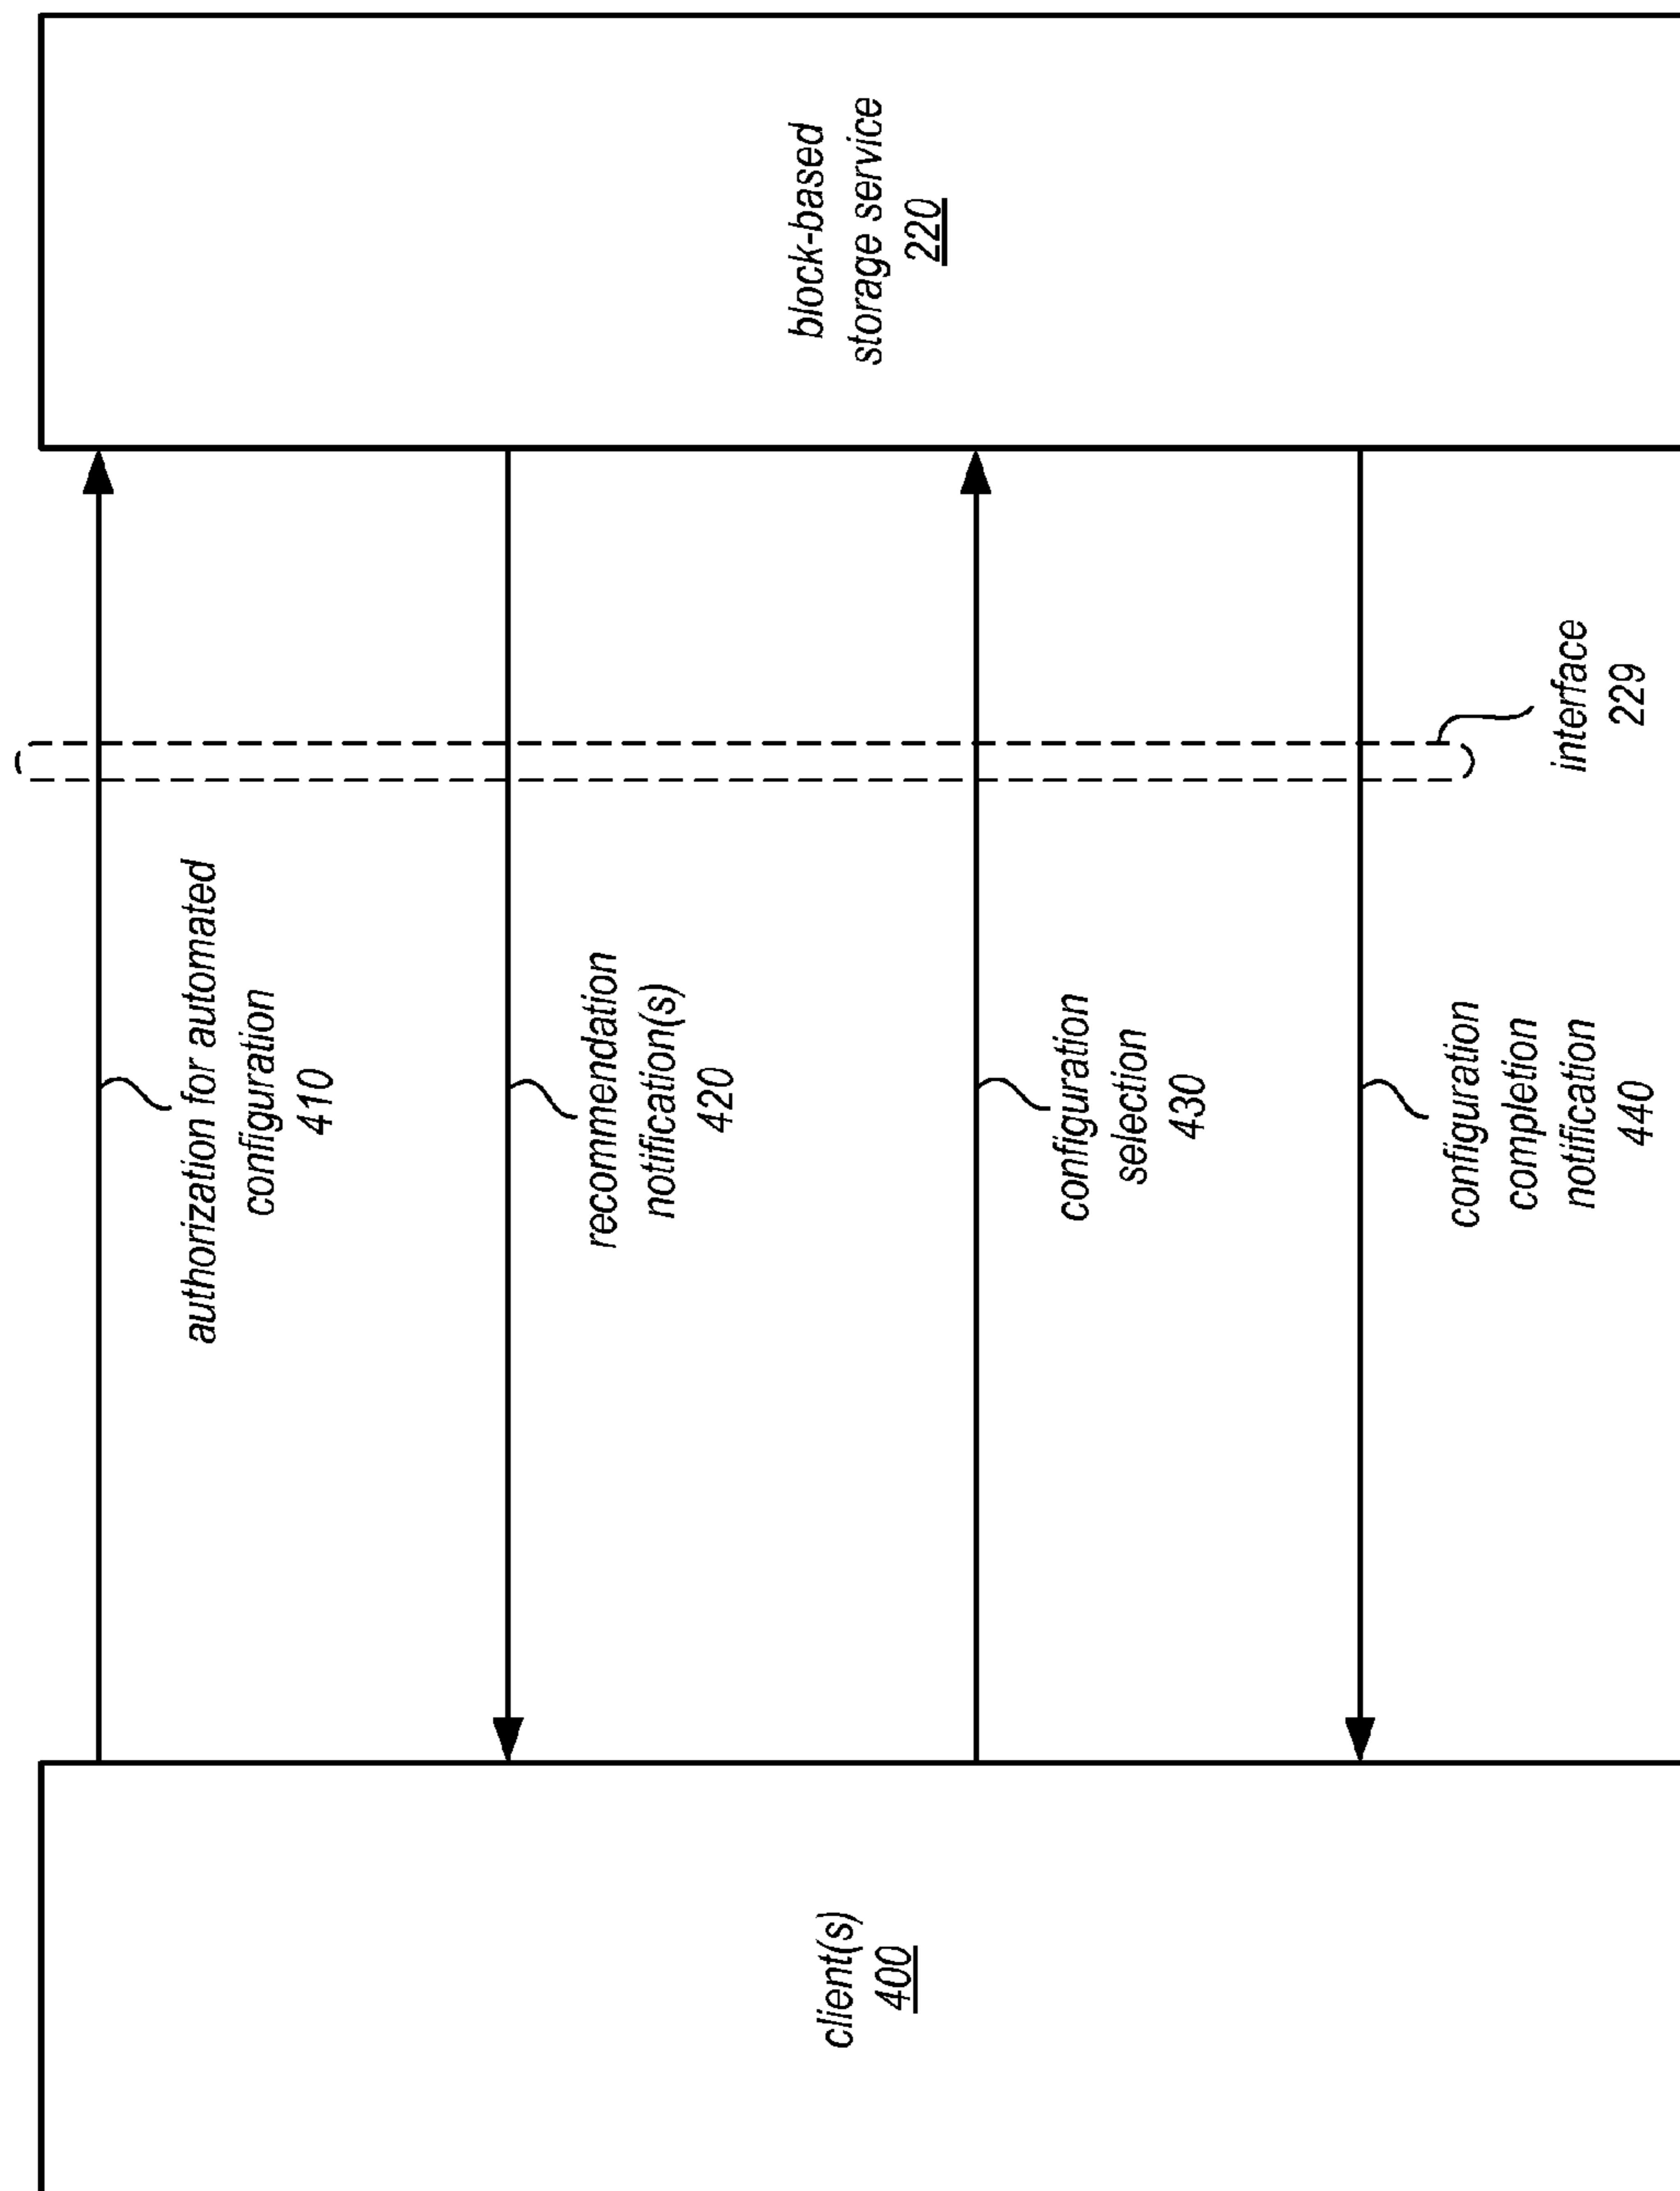 client(s)
400
authorization for automated
configuration
410
recommendation
notification(s)
420
configuration
selection
430
configuration
completion
notification
440
interface
229
block-based
storage service
220